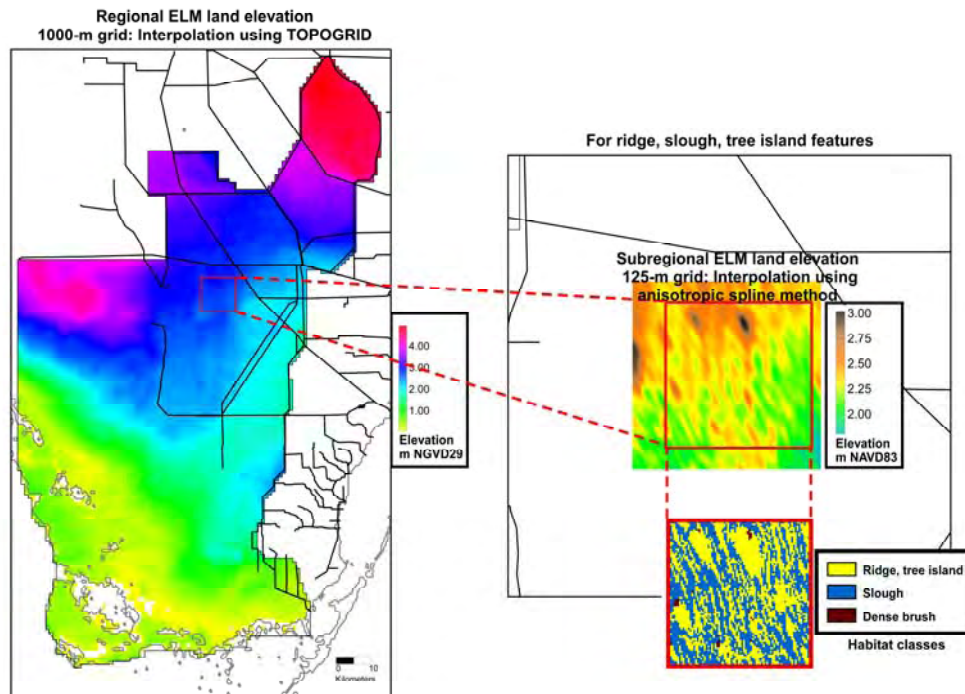 Regional ELM land elevation
1000-m grid: Interpolation using TOPOGRID
4.00
3.00
2.00
1.00
Elevation
m NGVD29
0 10
Kilometers
For ridge, slough, tree island features
Subregional ELM land elevation
125-m grid: Interpolation using
anisotropic spline method
3.00
2.75
2.50
2.25
2.00
Elevation
m NAVD83
Ridge, tree island
Slough
Dense brush
Habitat classes